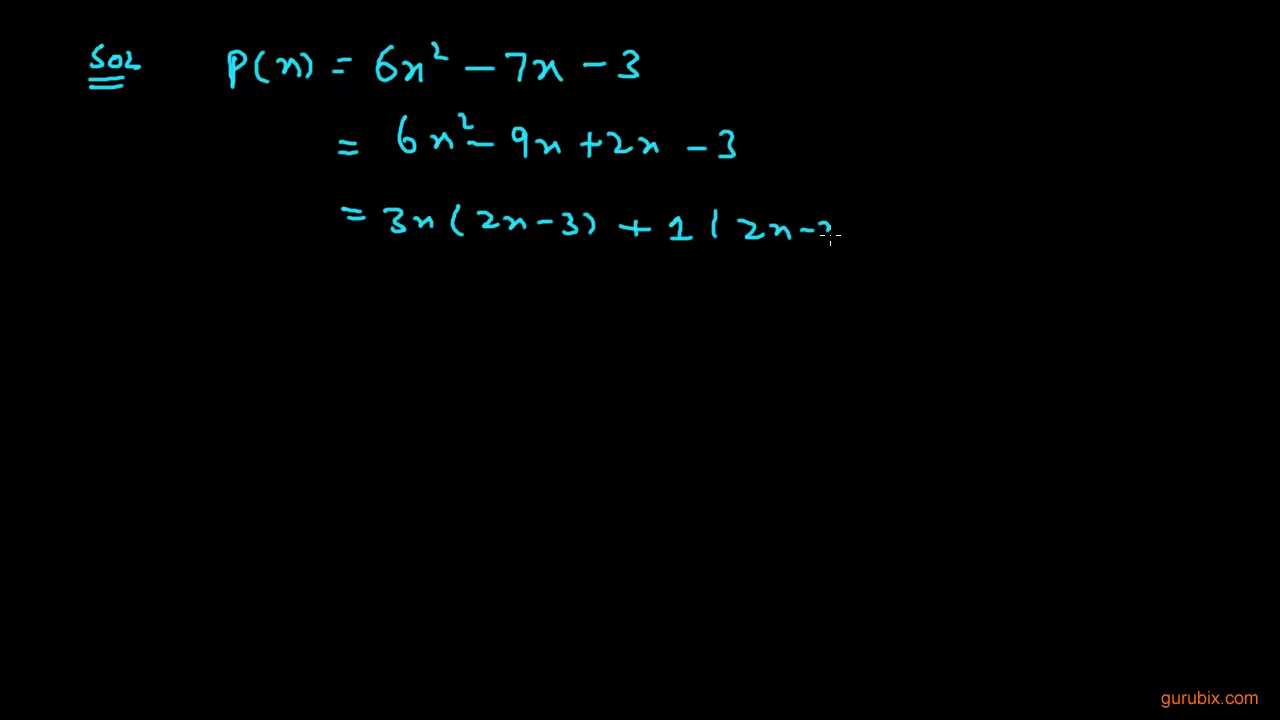 Sol P(x) = 6x² - 7x - 3
= 6x² - 9x + 2x - 3
= 3x(2x-3) + 1(2x-
gurubix.com